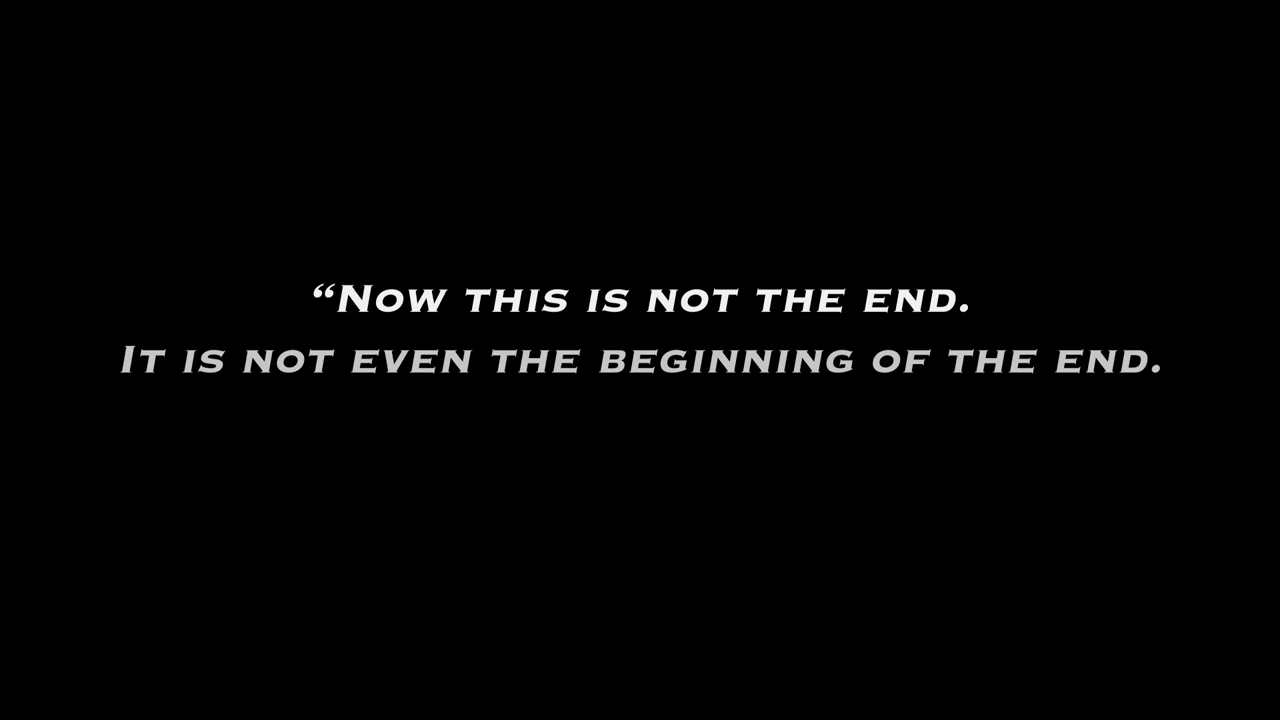 “Now this is not the end.
It is not even the beginning of the end.